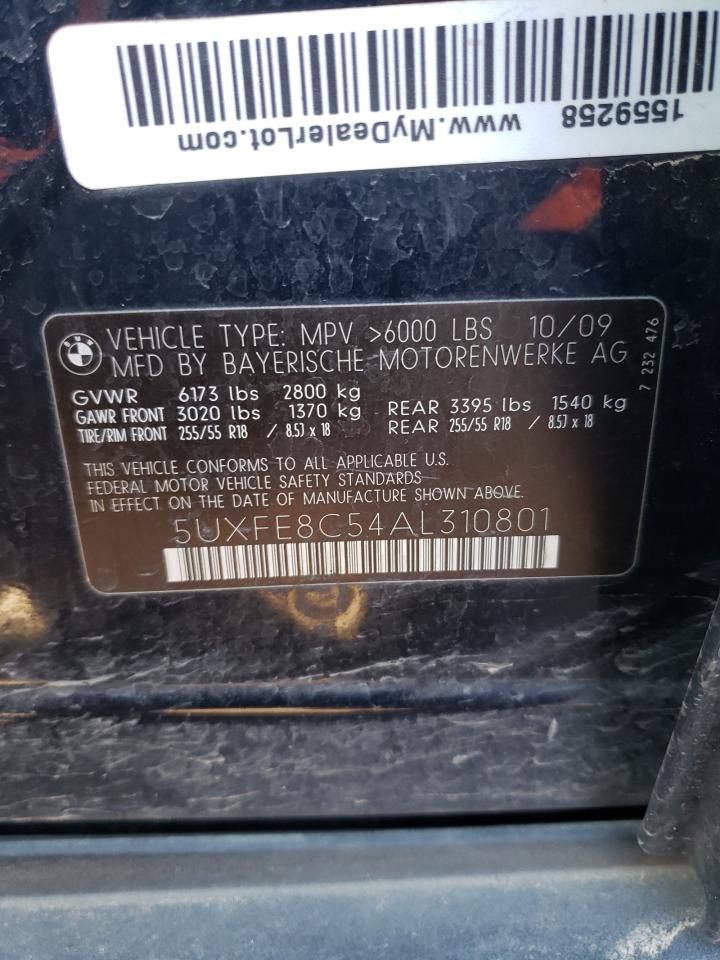 1559258
www.MyDealerLot.com
VEHICLE TYPE: MPV >6000 LBS 10/09
MFD BY BAYERISCHE MOTORENWERKE AG
GVWR 6173 lbs 2800 kg
GAWR FRONT 3020 lbs 1370 kg REAR 3395 lbs 1540 kg
TIRE/RIM FRONT 255/55 R18 / 8.5J x 18 REAR 255/55 R18 / 8.5J x 18
THIS VEHICLE CONFORMS TO ALL APPLICABLE U.S.
FEDERAL MOTOR VEHICLE SAFETY STANDARDS
IN EFFECT ON THE DATE OF MANUFACTURE SHOWN ABOVE.
5UXFE8C54AL310801
7 232 476